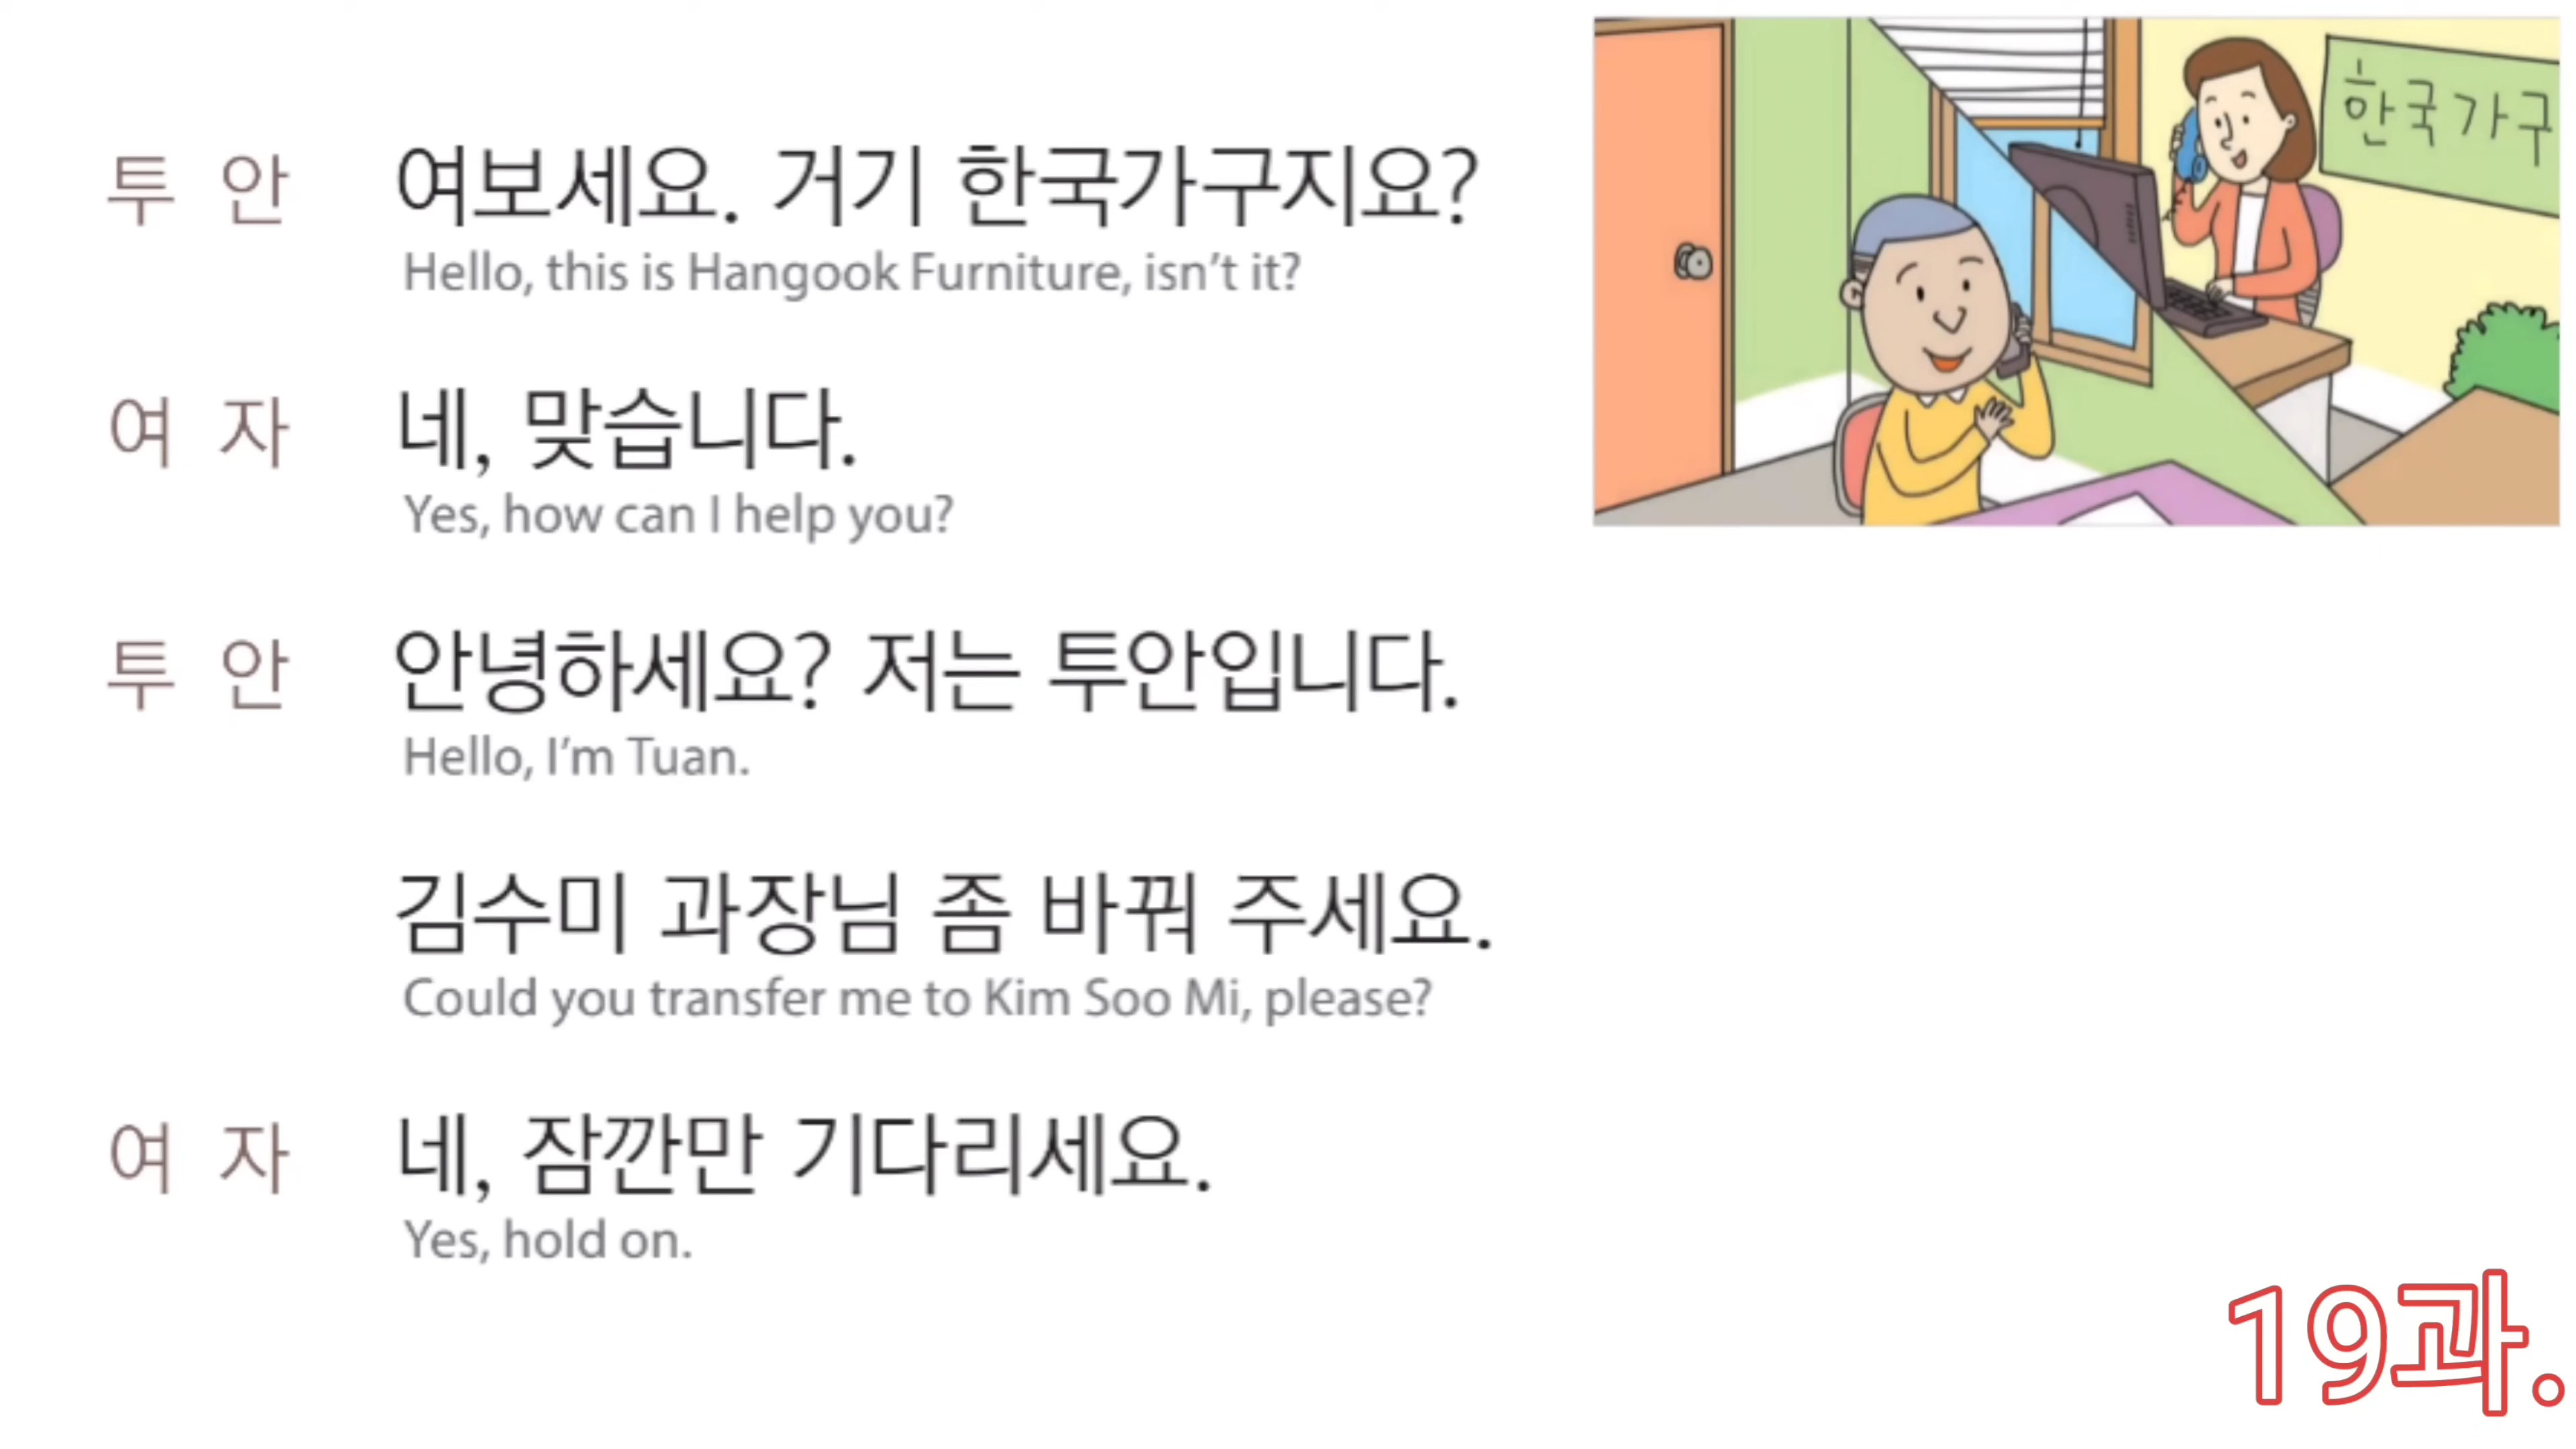 투 안 여보세요. 거기 한국가구지요?
Hello, this is Hangook Furniture, isn't it?
여 자 네, 맞습니다.
Yes, how can I help you?
투 안 안녕하세요? 저는 투안입니다.
Hello, I'm Tuan.
김수미 과장님 좀 바꿔 주세요.
Could you transfer me to Kim Soo Mi, please?
여 자 네, 잠깐만 기다리세요.
Yes, hold on.
한국가구
19과.